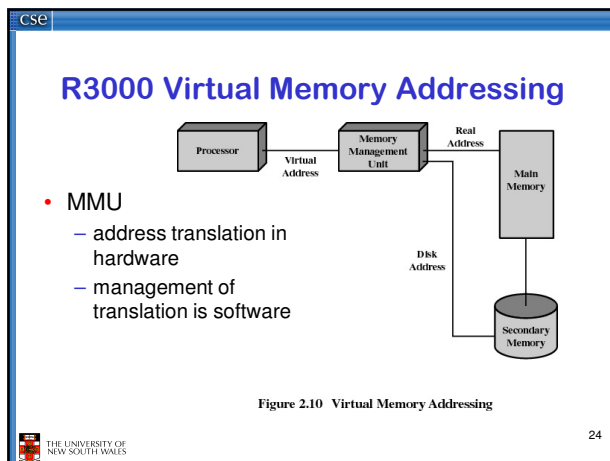 cse
R3000 Virtual Memory Addressing
Processor
Virtual
Address
Memory
Management
Unit
Real
Address
Main
Memory
• MMU
– address translation in
hardware
– management of
translation is software
Disk
Address
Secondary
Memory
Figure 2.10 Virtual Memory Addressing
THE UNIVERSITY OF
NEW SOUTH WALES
24